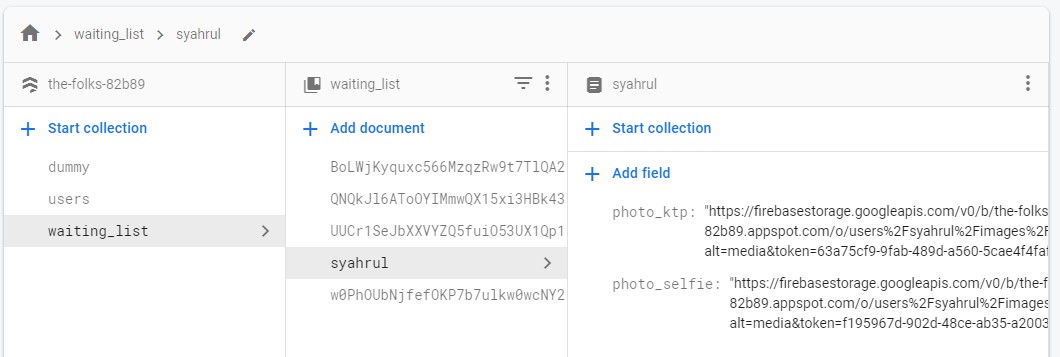 waiting_list > syahrul
the-folks-82b89
waiting_list
syahrul
Start collection
Add document
Start collection
dummy
users
waiting_list
BoLWjKyquxc566MzqzRw9t7TlQA2
QNQkJl6AToOYIMmwQX15xi3HBk43
UUCr1SeJbXXVYZQ5fuiO53UX1Qp1
syahrul
w0PhOUbNjfefOKP7b7ulkw0wcNY2
Add field
photo_ktp: "https://firebasestorage.googleapis.com/v0/b/the-folks
82b89.appspot.com/o/users%2Fsyahrul%2Fimages%2F
alt=media&token=63a75cf9-9fab-489d-a560-5cae4f4faf
photo_selfie: "https://firebasestorage.googleapis.com/v0/b/the-f
82b89.appspot.com/o/users%2Fsyahrul%2Fimages
alt=media&token=f195967d-902d-48ce-ab35-a2003